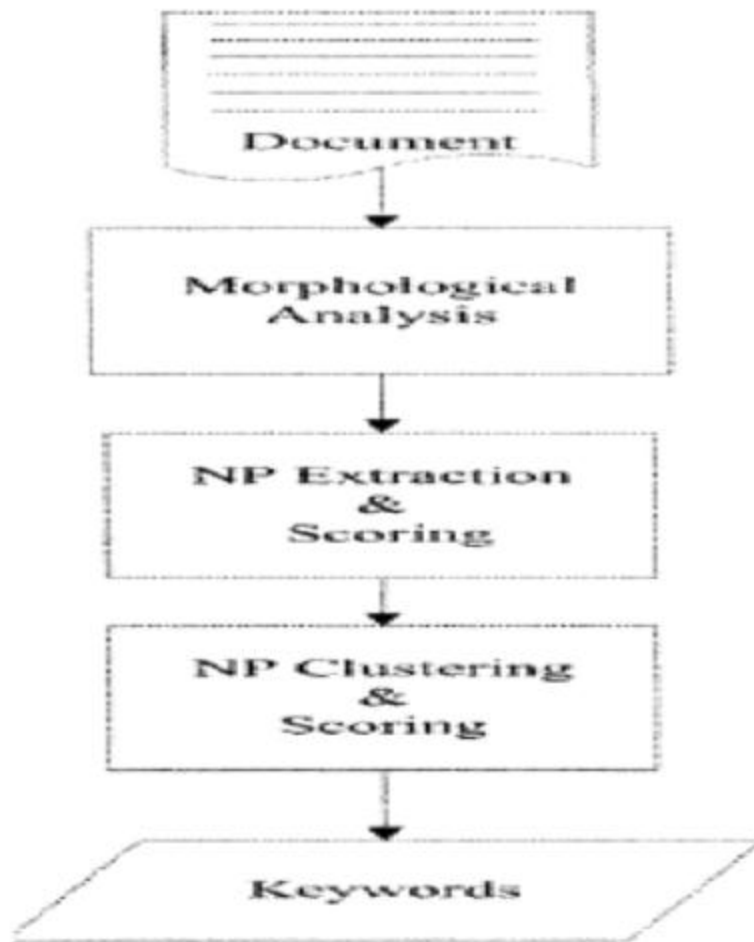 Document
Morphological
Analysis
NP Extraction
&
Scoring
NP Clustering
&
Scoring
Keywords